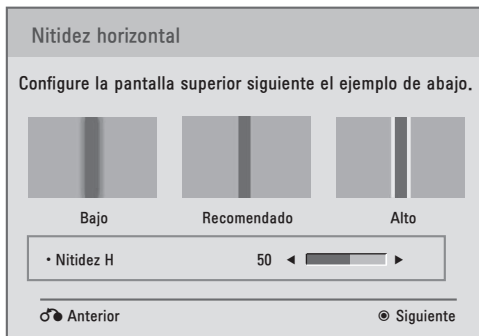 Nitidez horizontal
Configure la pantalla superior siguiente el ejemplo de abajo.
Bajo Recomendado Alto
• Nitidez H 50 ◄ ►
Anterior ◉ Siguiente